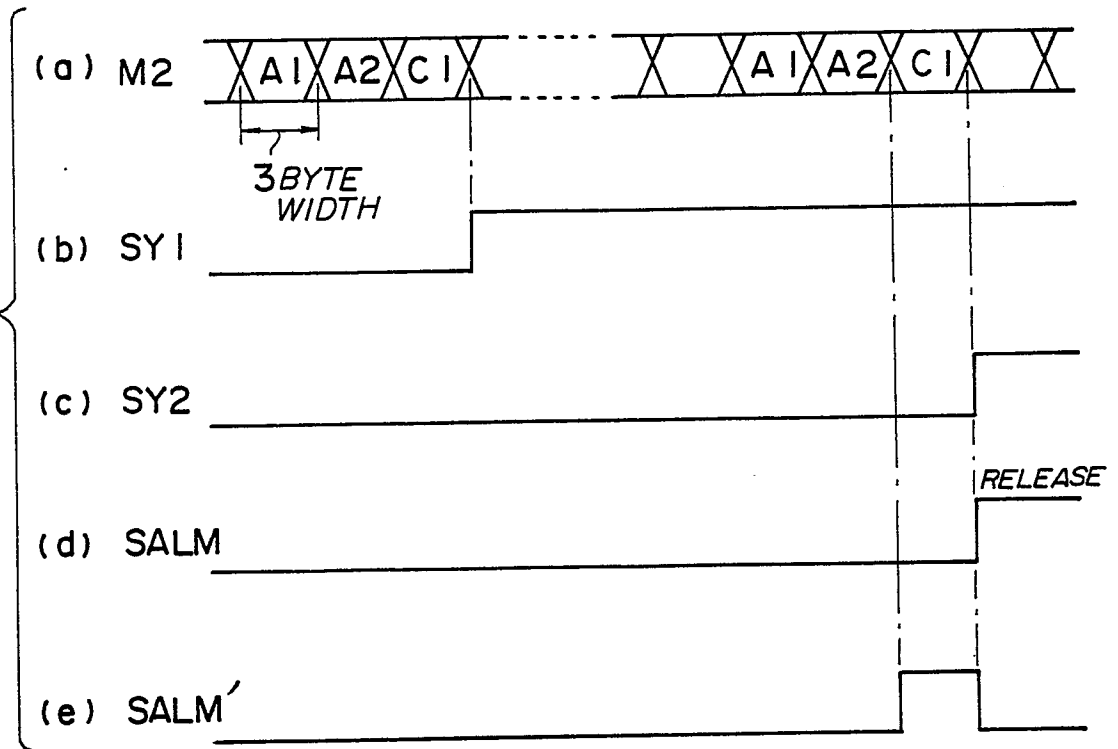 (a) M2 A1 A2 C1 A1 A2 C1
3 BYTE
WIDTH
(b) SY1
(c) SY2
RELEASE
(d) SALM
(e) SALM′